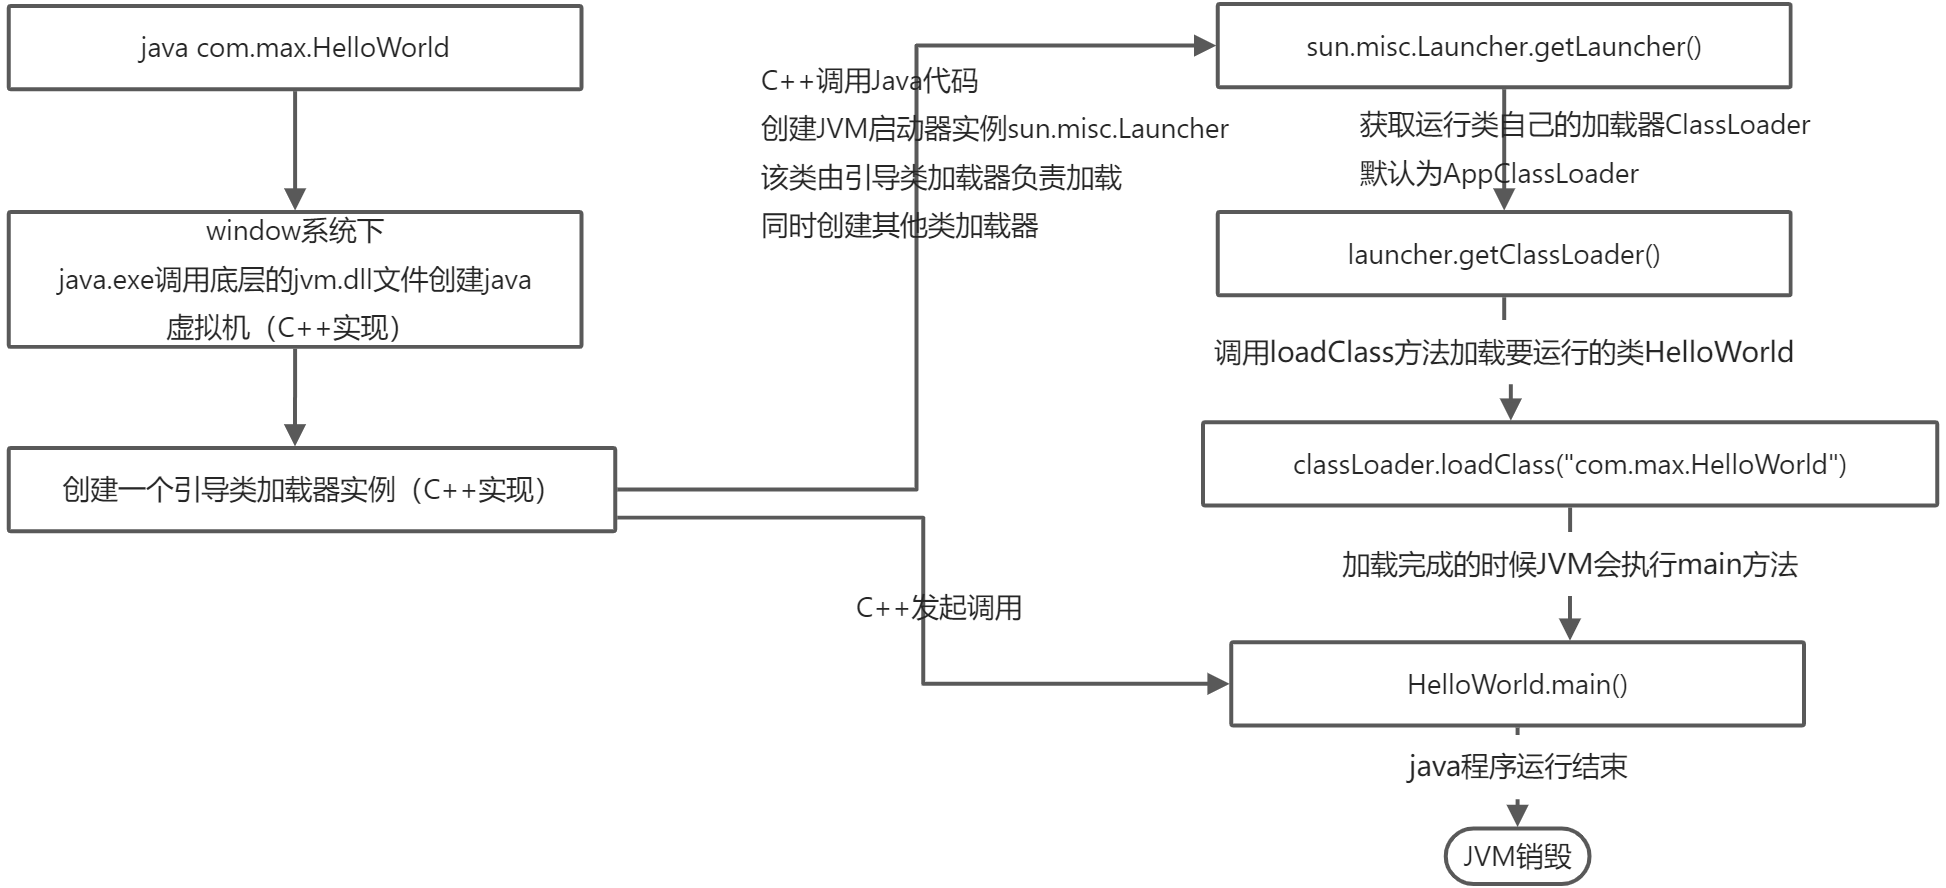 java com.max.HelloWorld
window系统下
java.exe调用底层的jvm.dll文件创建java
虚拟机（C++实现）
创建一个引导类加载器实例（C++实现）
C++调用Java代码
创建JVM启动器实例sun.misc.Launcher
该类由引导类加载器负责加载
同时创建其他类加载器
C++发起调用
sun.misc.Launcher.getLauncher()
获取运行类自己的加载器ClassLoader
默认为AppClassLoader
launcher.getClassLoader()
调用loadClass方法加载要运行的类HelloWorld
classLoader.loadClass("com.max.HelloWorld")
加载完成的时候JVM会执行main方法
HelloWorld.main()
java程序运行结束
JVM销毁